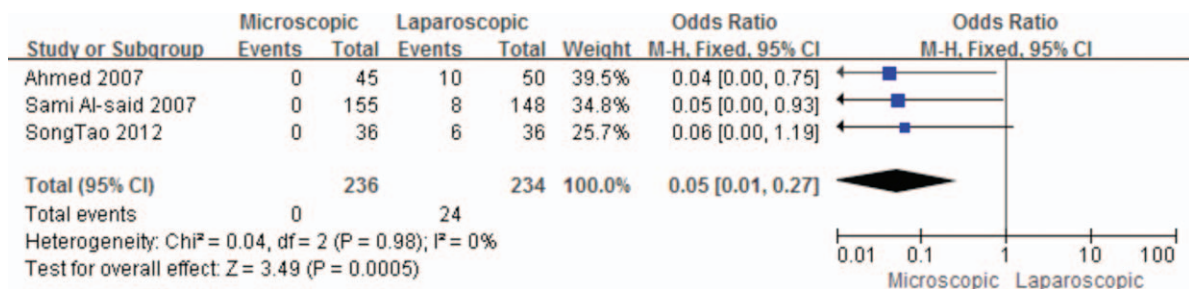 Microscopic Laparoscopic Odds Ratio Odds Ratio
Study or Subgroup Events Total Events Total Weight M-H, Fixed, 95% CI M-H, Fixed, 95% CI
Ahmed 2007 0 45 10 50 39.5% 0.04 [0.00, 0.75]
Sami Al-said 2007 0 155 8 148 34.8% 0.05 [0.00, 0.93]
SongTao 2012 0 36 6 36 25.7% 0.06 [0.00, 1.19]
Total (95% CI) 236 234 100.0% 0.05 [0.01, 0.27]
Total events 0 24
Heterogeneity: Chi² = 0.04, df = 2 (P = 0.98); I² = 0%
Test for overall effect: Z = 3.49 (P = 0.0005)
0.01 0.1 1 10 100
Microscopic Laparoscopic